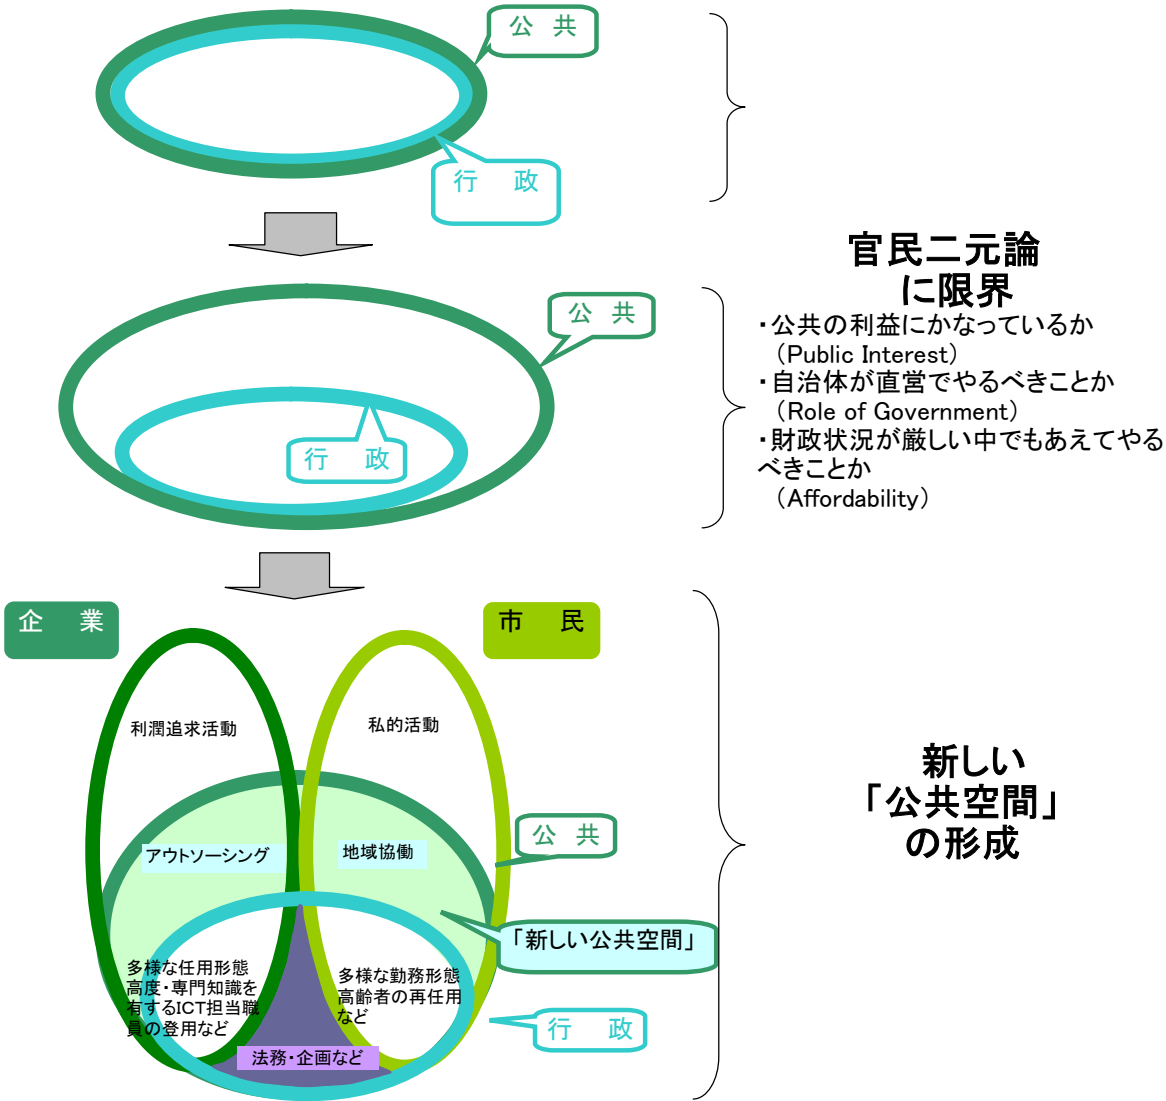 公 共
行 政
官民二元論
に限界
公 共
・公共の利益にかなっているか
（Public Interest）
・自治体が直営でやるべきことか
（Role of Government）
・財政状況が厳しい中でもあえてやる
べきことか
（Affordability）
行 政
企 業
市 民
利潤追求活動
私的活動
新しい
「公共空間」
の形成
公 共
アウトソーシング
地域協働
「新しい公共空間」
多様な任用形態
高度・専門知識を
有するICT担当職
員の登用など
多様な勤務形態
高齢者の再任用
など
行 政
法務・企画など